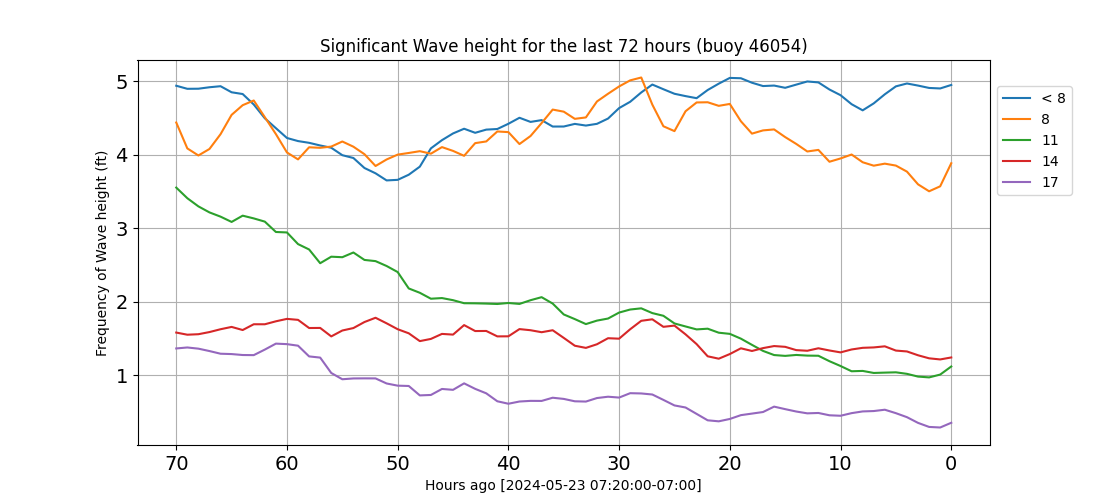 Significant Wave height for the last 72 hours (buoy 46054)
Frequency of Wave height (ft)
5
4
3
2
1
70 60 50 40 30 20 10 0
Hours ago [2024-05-23 07:20:00-07:00]
< 8
8
11
14
17